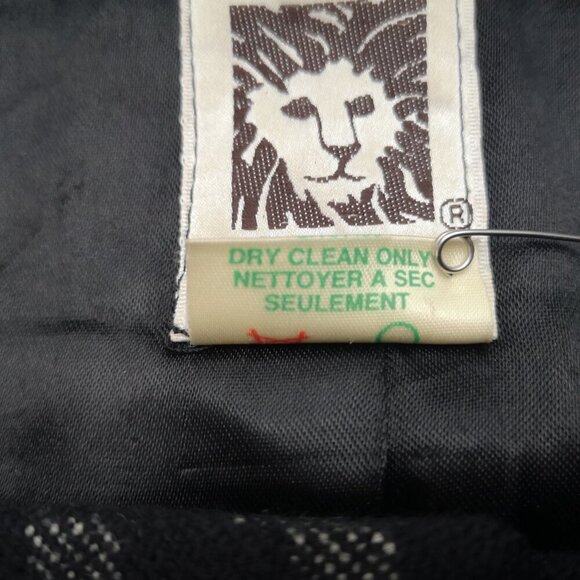 ®
DRY CLEAN ONLY
NETTOYER A SEC
SEULEMENT